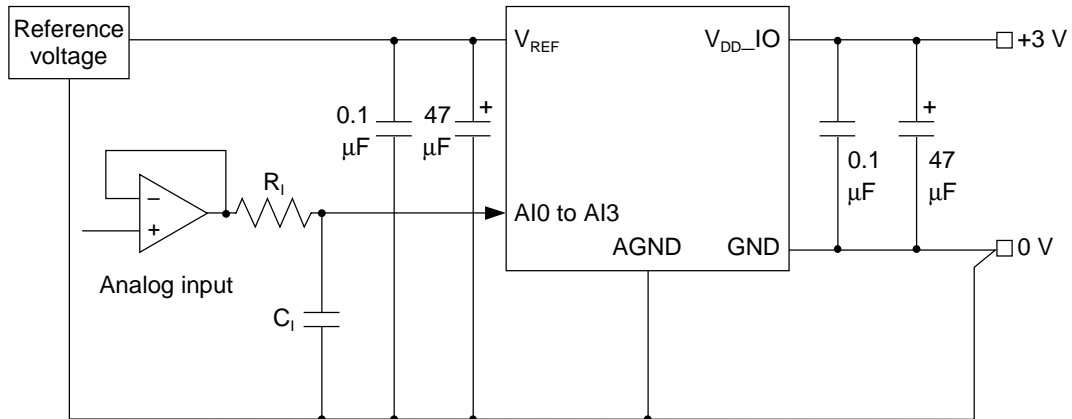 Reference
voltage
V_REF
V_DD_IO
+3 V
0.1
μF
47
μF
+
0.1
μF
+
47
μF
R_I
−
+
AI0 to AI3
AGND
GND
0 V
Analog input
C_I